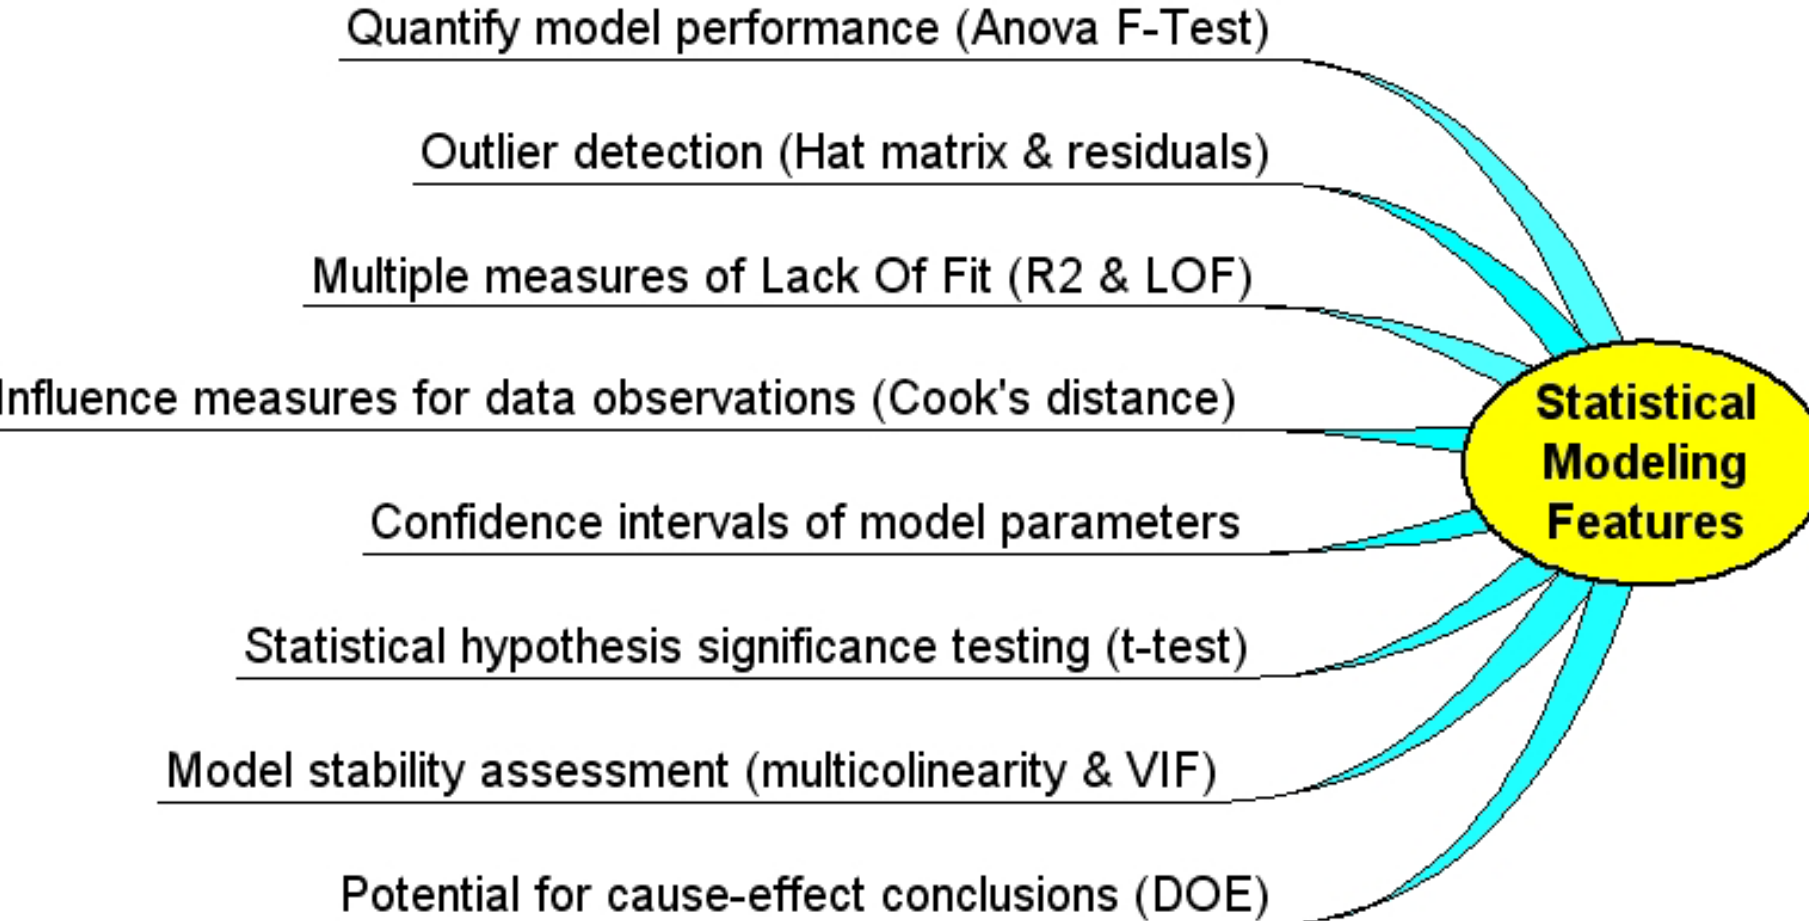 Quantify model performance (Anova F-Test)
Outlier detection (Hat matrix & residuals)
Multiple measures of Lack Of Fit (R2 & LOF)
Influence measures for data observations (Cook's distance)
Confidence intervals of model parameters
Statistical hypothesis significance testing (t-test)
Model stability assessment (multicolinearity & VIF)
Potential for cause-effect conclusions (DOE)
Statistical
Modeling
Features